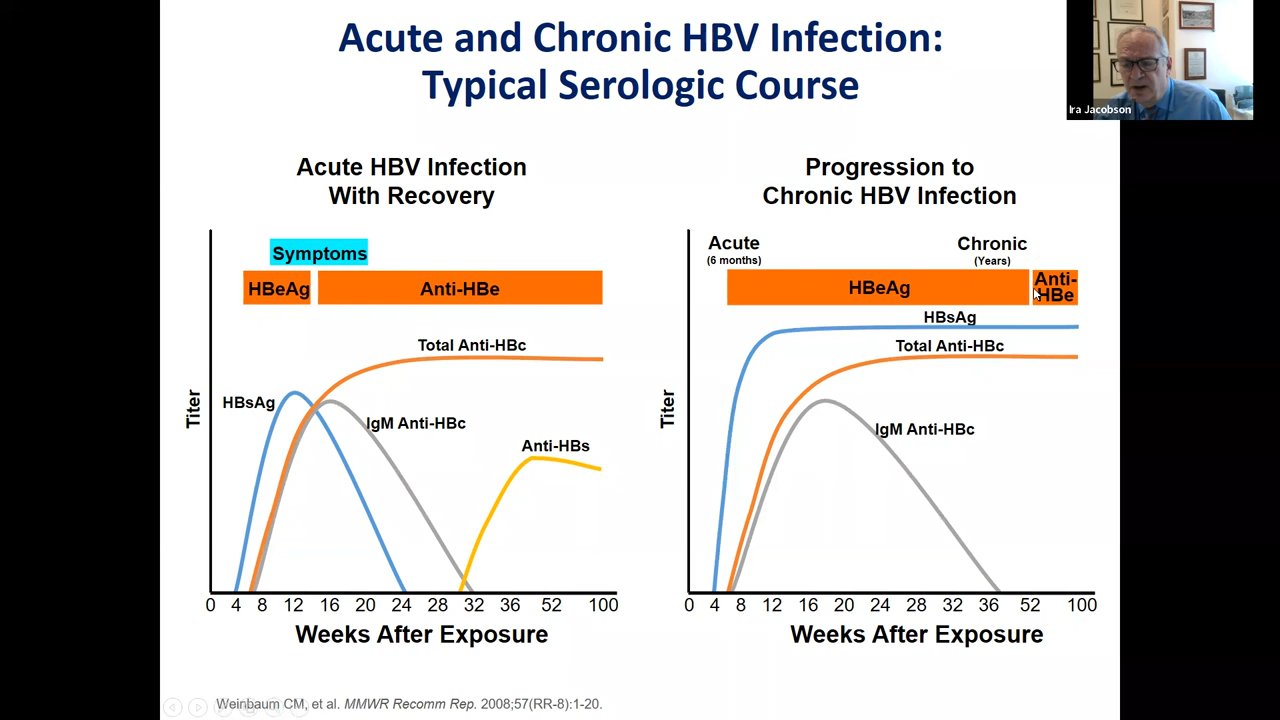 Acute and Chronic HBV Infection:
Typical Serologic Course
Ira Jacobson
Acute HBV Infection
With Recovery
Symptoms
HBeAg
Anti-HBe
Total Anti-HBc
HBsAg
IgM Anti-HBc
Anti-HBs
Titer
0 4 8 12 16 20 24 28 32 36 52 100
Weeks After Exposure
Progression to
Chronic HBV Infection
Acute
(6 months)
Chronic
(Years)
HBeAg
Anti-
HBe
HBsAg
Total Anti-HBc
IgM Anti-HBc
Titer
0 4 8 12 16 20 24 28 32 36 52 100
Weeks After Exposure
Weinbaum CM, et al. MMWR Recomm Rep. 2008;57(RR-8):1-20.